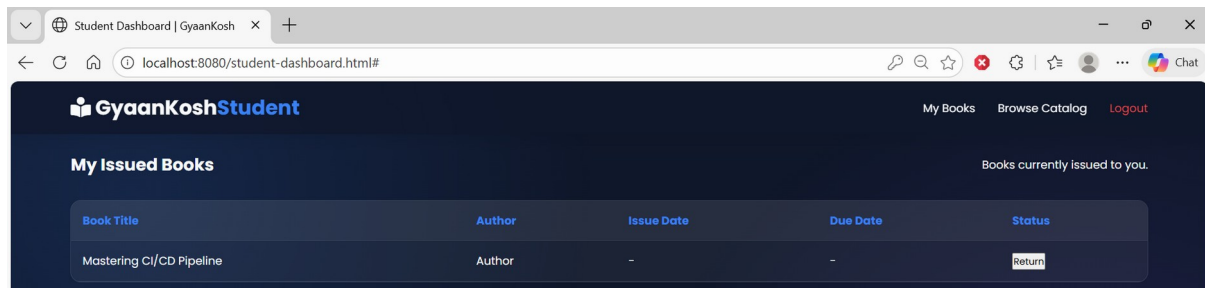 Student Dashboard | GyaanKosh
localhost:8080/student-dashboard.html#
Chat
GyaanKoshStudent
My Books Browse Catalog Logout
My Issued Books
Books currently issued to you.
Book Title Author Issue Date Due Date Status
Mastering CI/CD Pipeline Author - - Return